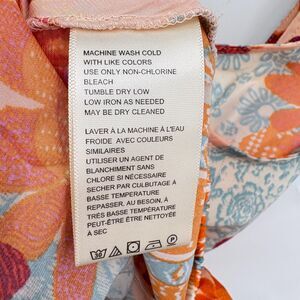 MACHINE WASH COLD
WITH LIKE COLORS
USE ONLY NON-CHLORINE
BLEACH
TUMBLE DRY LOW
LOW IRON AS NEEDED
MAY BE DRY CLEANED
LAVER À LA MACHINE À L'EAU
FROIDE AVEC COULEURS
SIMILAIRES
UTILISER UN AGENT DE
BLANCHIMENT SANS
CHLORE SI NÉCESSAIRE
SECHER PAR CULBUTAGE À
BASSE TEMPERATURE
REPASSER, AU BESOIN, À
TRÈS BASSE TEMPÉRATURE
PEUT-ÊTRE ÊTRE NETTOYÉE
A SEC